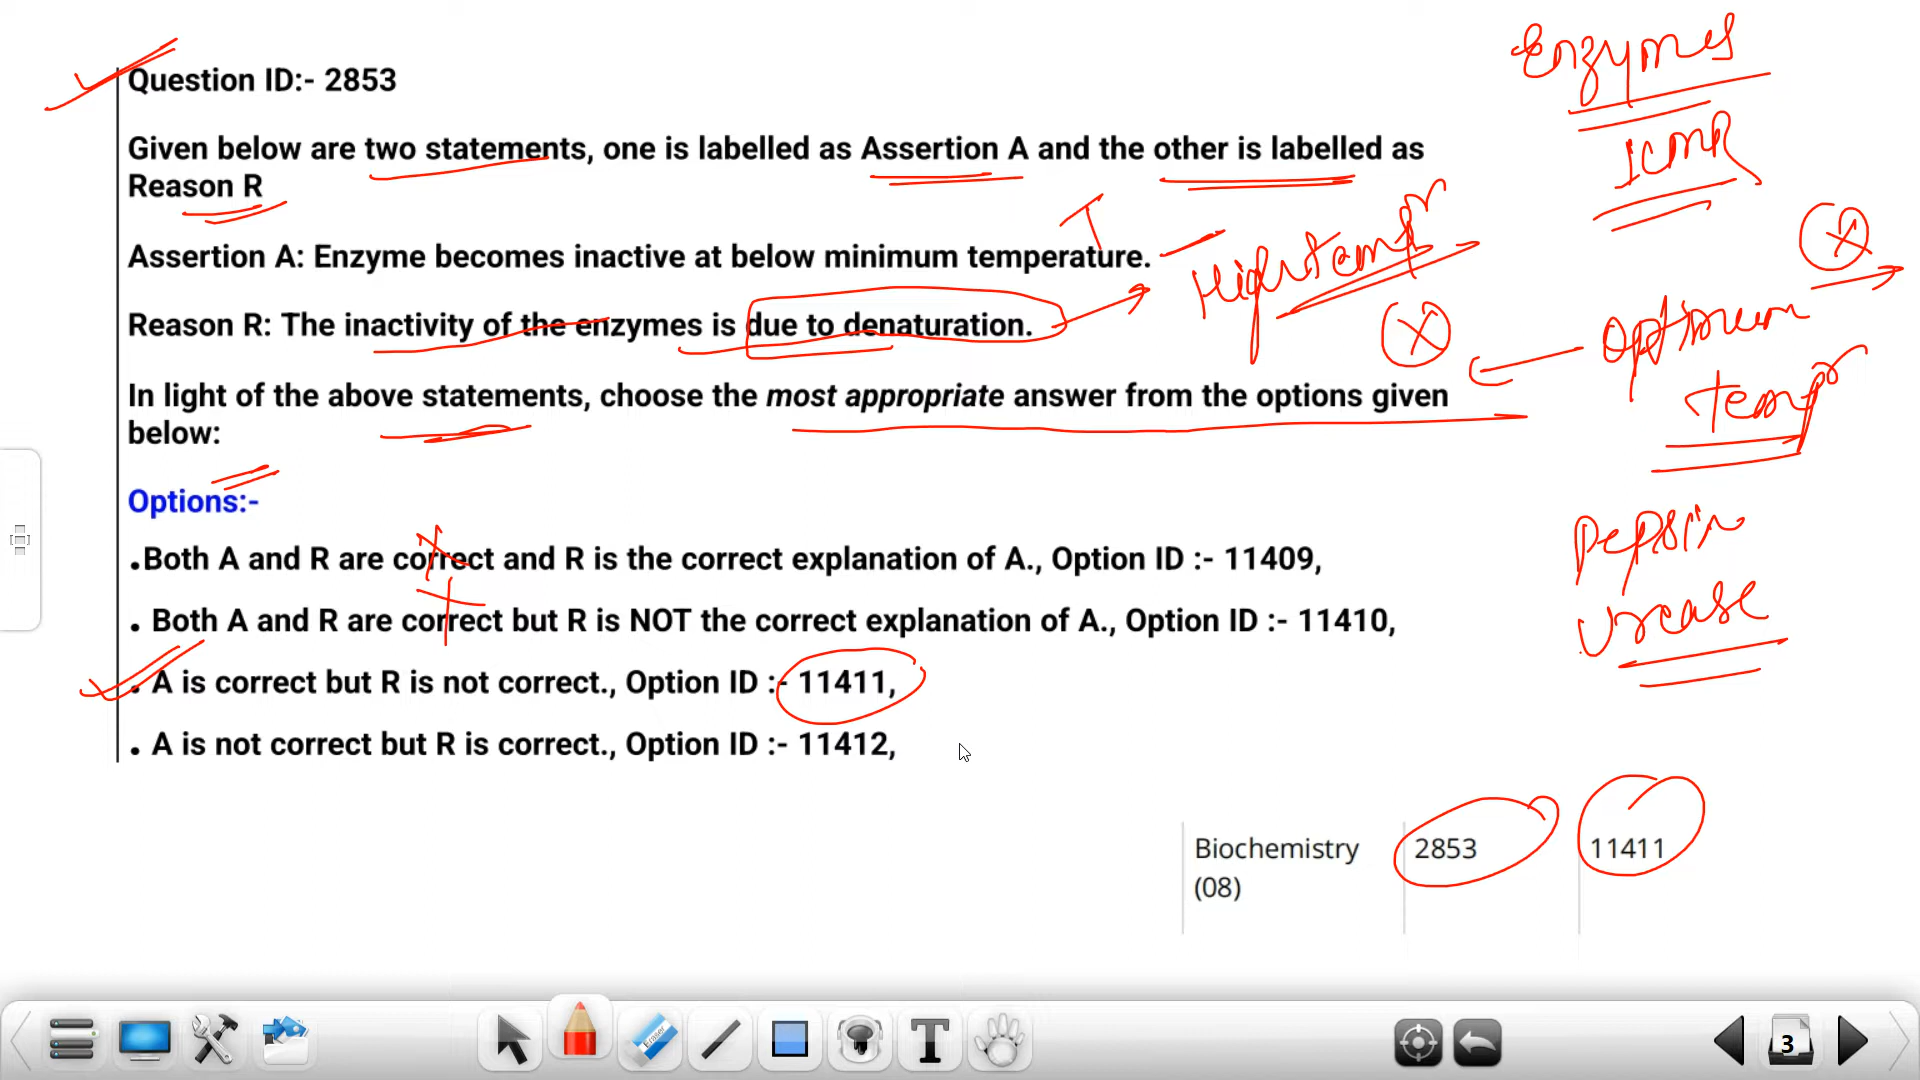 Question ID:- 2853
Given below are two statements, one is labelled as Assertion A and the other is labelled as
Reason R
Assertion A: Enzyme becomes inactive at below minimum temperature.
Reason R: The inactivity of the enzymes is due to denaturation.
In light of the above statements, choose the most appropriate answer from the options given
below:
Options:-
.Both A and R are correct and R is the correct explanation of A., Option ID :- 11409,
. Both A and R are correct but R is NOT the correct explanation of A., Option ID :- 11410,
. A is correct but R is not correct., Option ID :- 11411,
. A is not correct but R is correct., Option ID :- 11412,
Enzymes
ICMR
T
High tempr
Optimum
tempr
Pepsin
Urease
Biochemistry 2853 11411
(08)
Eraser
T
3